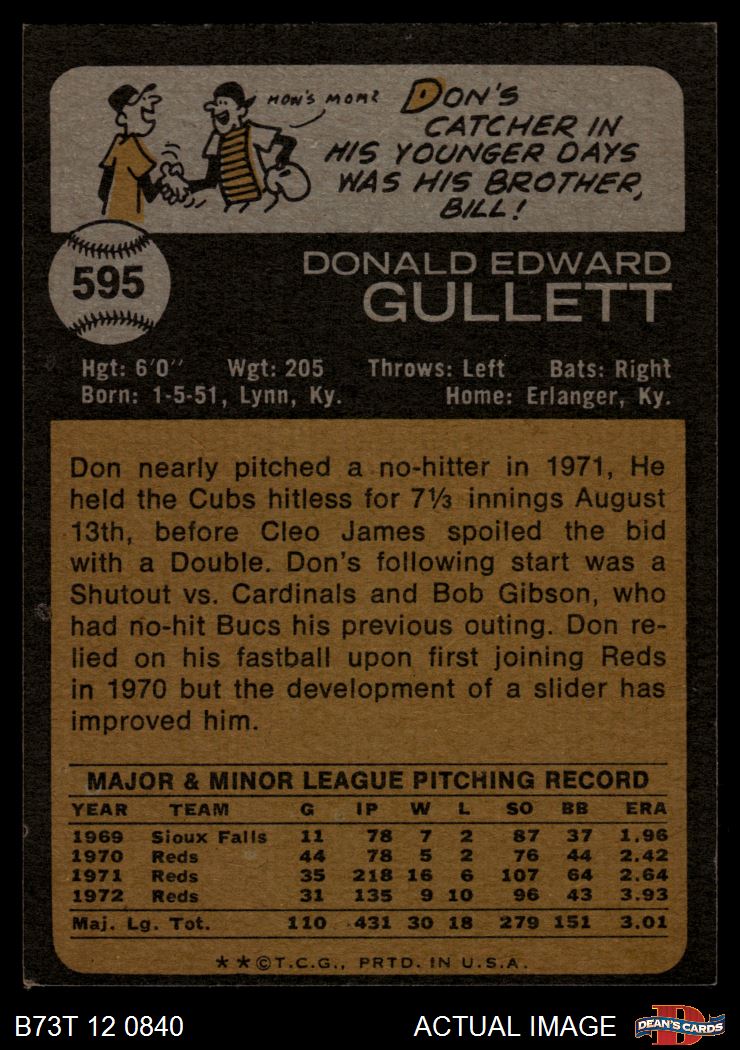 HOW'S MOM?
DON'S
CATCHER IN
HIS YOUNGER DAYS
WAS HIS BROTHER,
BILL!
595
DONALD EDWARD
GULLETT
Hgt: 6'0" Wgt: 205 Throws: Left Bats: Right
Born: 1-5-51, Lynn, Ky. Home: Erlanger, Ky.
Don nearly pitched a no-hitter in 1971, He
held the Cubs hitless for 7⅓ innings August
13th, before Cleo James spoiled the bid
with a Double. Don's following start was a
Shutout vs. Cardinals and Bob Gibson, who
had no-hit Bucs his previous outing. Don re-
lied on his fastball upon first joining Reds
in 1970 but the development of a slider has
improved him.
MAJOR & MINOR LEAGUE PITCHING RECORD
YEAR TEAM G IP W L SO BB ERA
1969 Sioux Falls 11 78 7 2 87 37 1.96
1970 Reds 44 78 5 2 76 44 2.42
1971 Reds 35 218 16 6 107 64 2.64
1972 Reds 31 135 9 10 96 43 3.93
Maj. Lg. Tot. 110 431 30 18 279 151 3.01
**©T.C.G., PRTD. IN U.S.A.
B73T 12 0840 ACTUAL IMAGE D DEAN'S CARDS